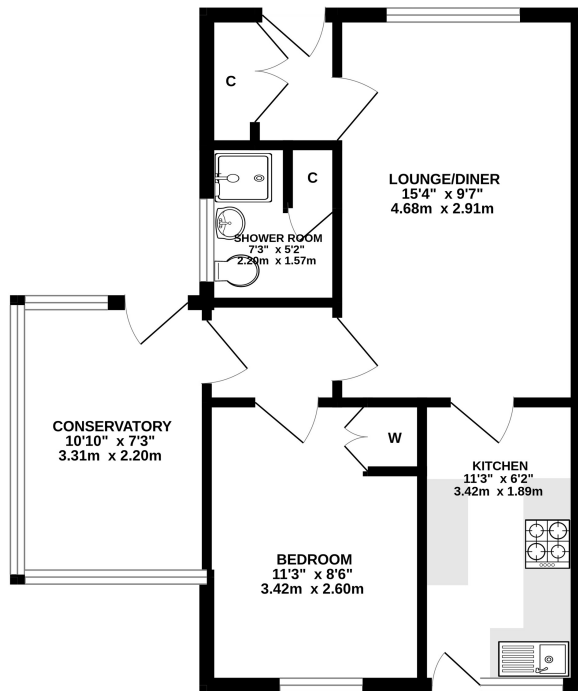 C
LOUNGE/DINER
15'4" x 9'7"
4.68m x 2.91m
C
SHOWER ROOM
7'3" x 5'2"
2.20m x 1.57m
CONSERVATORY
10'10" x 7'3"
3.31m x 2.20m
W
KITCHEN
11'3" x 6'2"
3.42m x 1.89m
BEDROOM
11'3" x 8'6"
3.42m x 2.60m